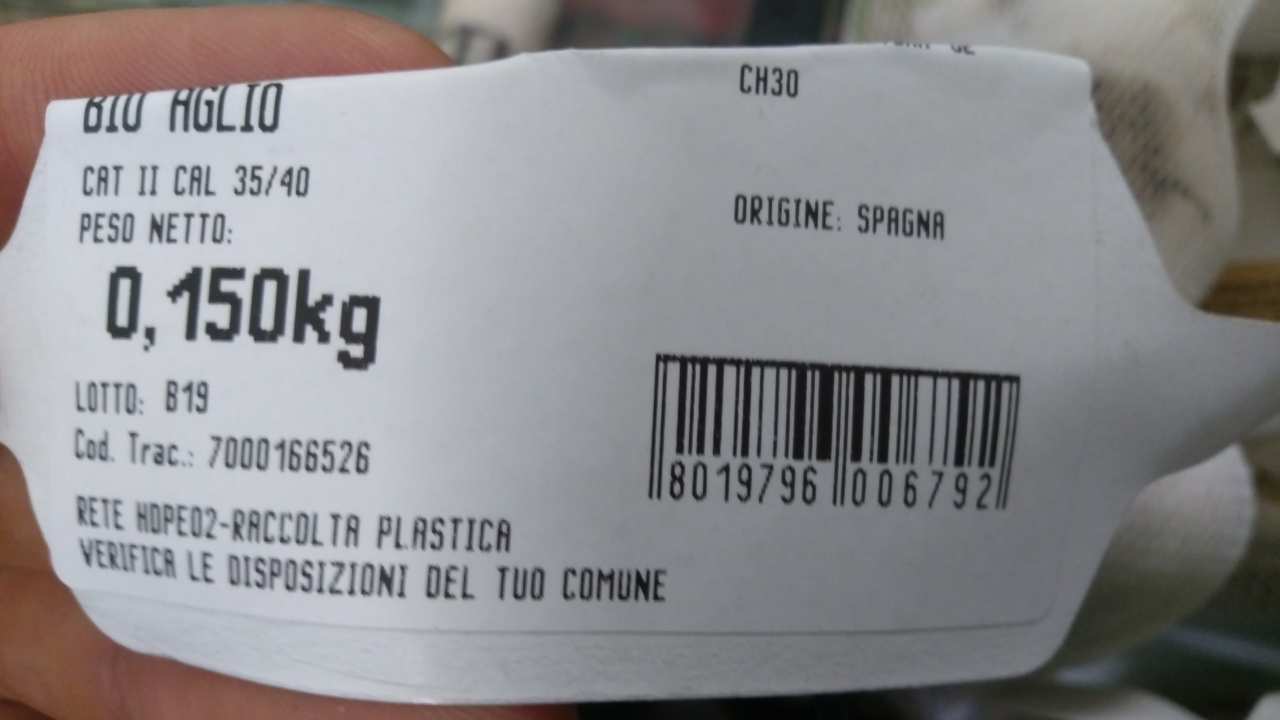 BIO AGLIO
CH30
CAT II CAL 35/40
ORIGINE: SPAGNA
PESO NETTO:
0,150kg
LOTTO: B19
Cod. Trac.: 7000166526
8019796 006792
RETE HDPE02-RACCOLTA PLASTICA
VERIFICA LE DISPOSIZIONI DEL TUO COMUNE